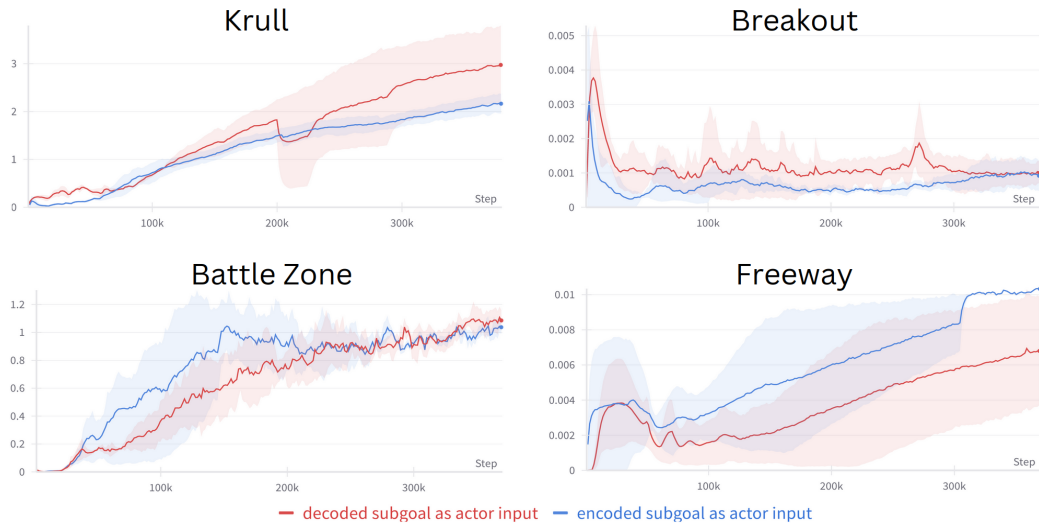 Krull
3
2
1
0
100k
200k
300k
Step
Breakout
0.005
0.004
0.003
0.002
0.001
0
100k
200k
300k
Step
Battle Zone
1.2
1
0.8
0.6
0.4
0.2
0
100k
200k
300k
Step
Freeway
0.01
0.008
0.006
0.004
0.002
0
100k
200k
300k
Step
decoded subgoal as actor input
encoded subgoal as actor input